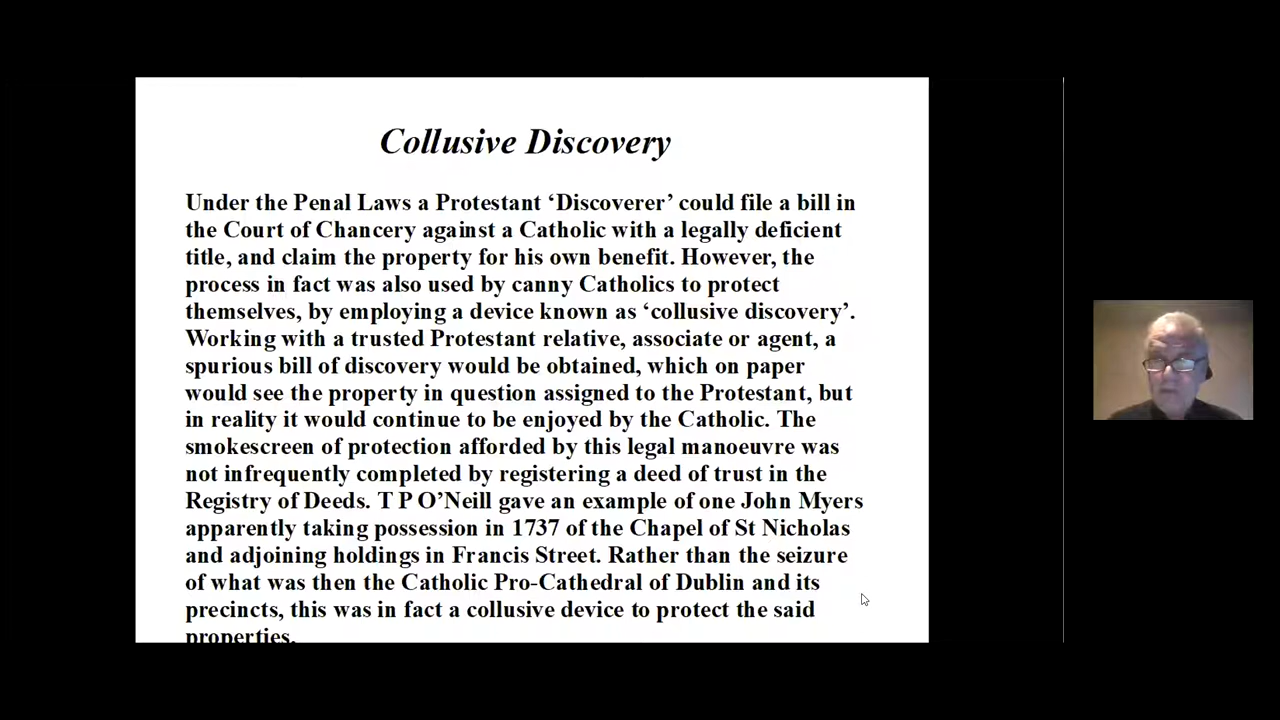 Collusive Discovery
Under the Penal Laws a Protestant ‘Discoverer’ could file a bill in
the Court of Chancery against a Catholic with a legally deficient
title, and claim the property for his own benefit. However, the
process in fact was also used by canny Catholics to protect
themselves, by employing a device known as ‘collusive discovery’.
Working with a trusted Protestant relative, associate or agent, a
spurious bill of discovery would be obtained, which on paper
would see the property in question assigned to the Protestant, but
in reality it would continue to be enjoyed by the Catholic. The
smokescreen of protection afforded by this legal manoeuvre was
not infrequently completed by registering a deed of trust in the
Registry of Deeds. T P O’Neill gave an example of one John Myers
apparently taking possession in 1737 of the Chapel of St Nicholas
and adjoining holdings in Francis Street. Rather than the seizure
of what was then the Catholic Pro-Cathedral of Dublin and its
precincts, this was in fact a collusive device to protect the said
properties.